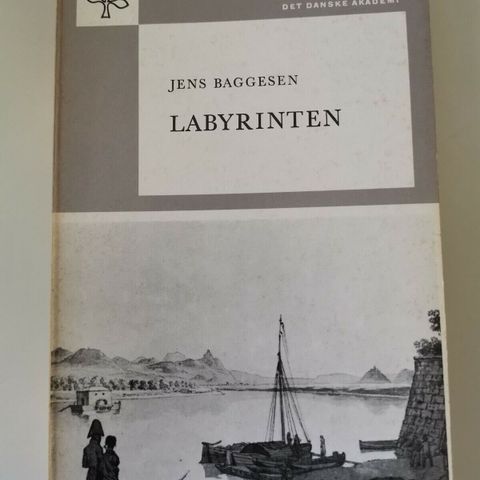 DET DANSKE AKADEMI
JENS BAGGESEN
LABYRINTEN